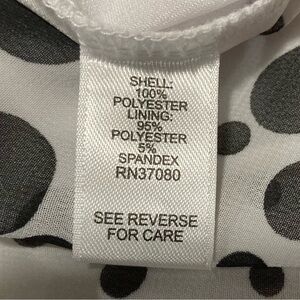 SHELL:
100%
POLYESTER
LINING:
95%
POLYESTER
5%
SPANDEX
RN37080
SEE REVERSE
FOR CARE